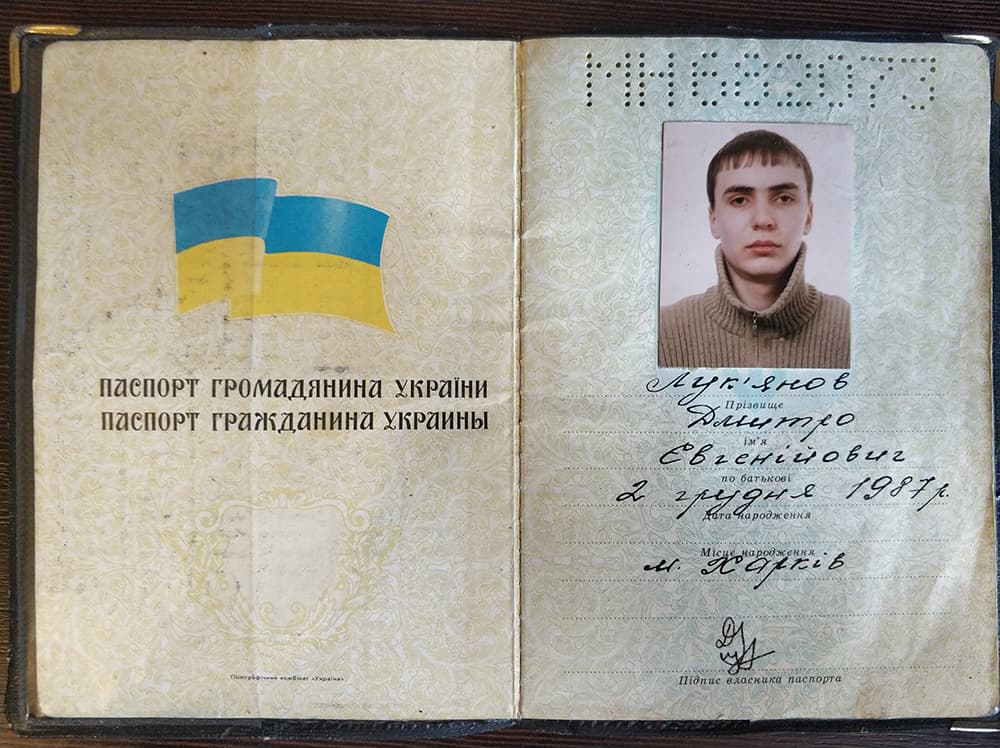 ПАСПОРТ ГРОМАДЯНИНА УКРАЇНИ
ПАСПОРТ ГРАЖДАНИНА УКРАИНЫ
Поліграфічний комбінат «Україна»
МН682073
Лук'янов
Прізвище
Дмитро
ім'я
Євгенійович
по батькові
2 грудня 1987 р.
Дата народження
Місце народження
м. Харків
Підпис власника паспорта